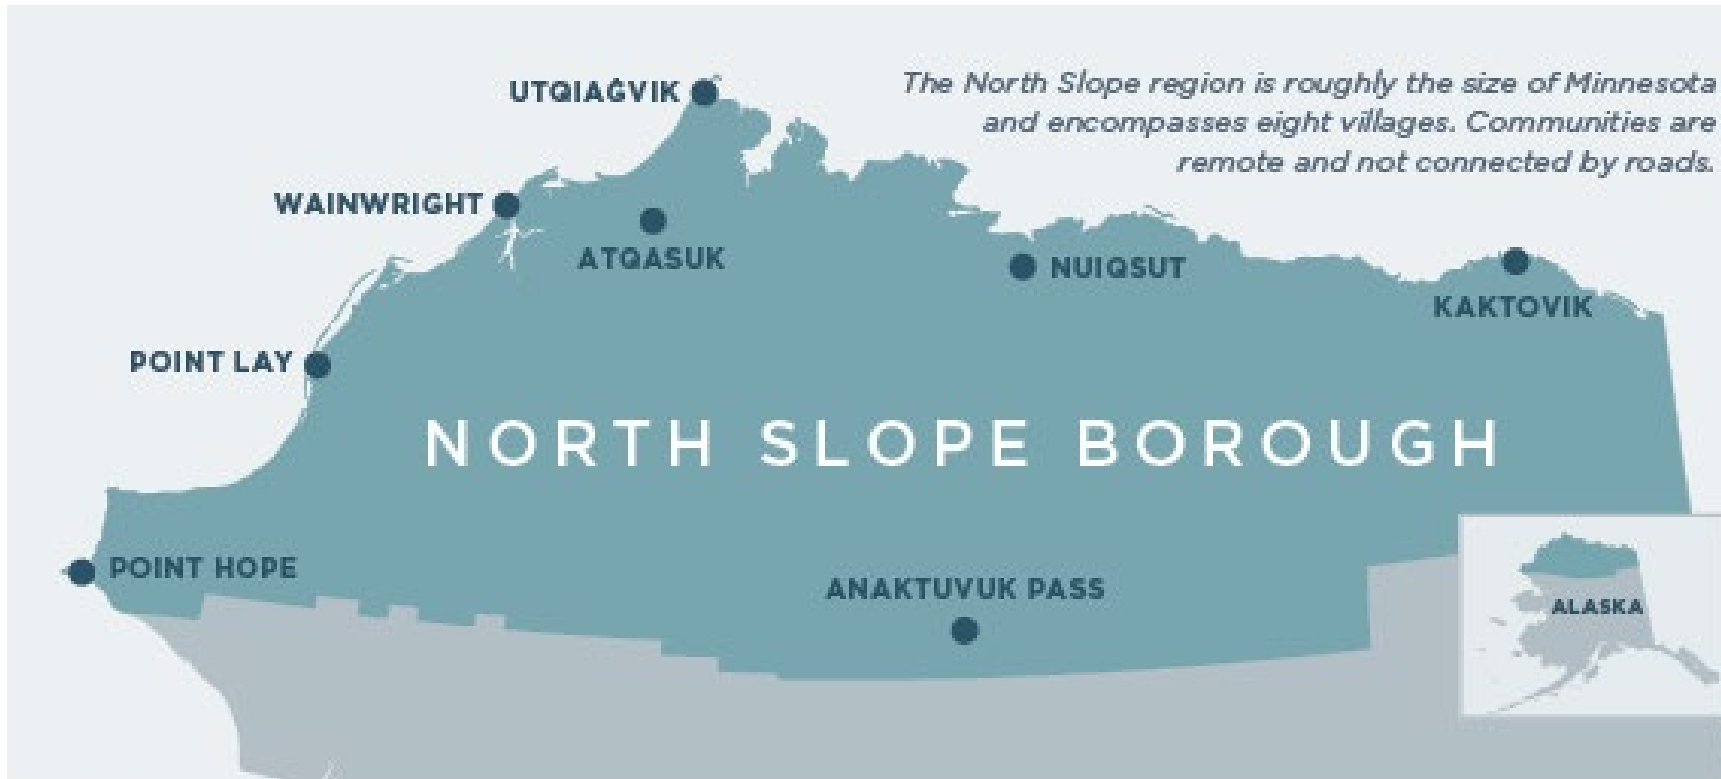 UTQIAĠVIK
The North Slope region is roughly the size of Minnesota
and encompasses eight villages. Communities are
remote and not connected by roads.
WAINWRIGHT
ATQASUK
NUIQSUT
KAKTOVIK
POINT LAY
NORTH SLOPE BOROUGH
POINT HOPE
ANAKTUVUK PASS
ALASKA